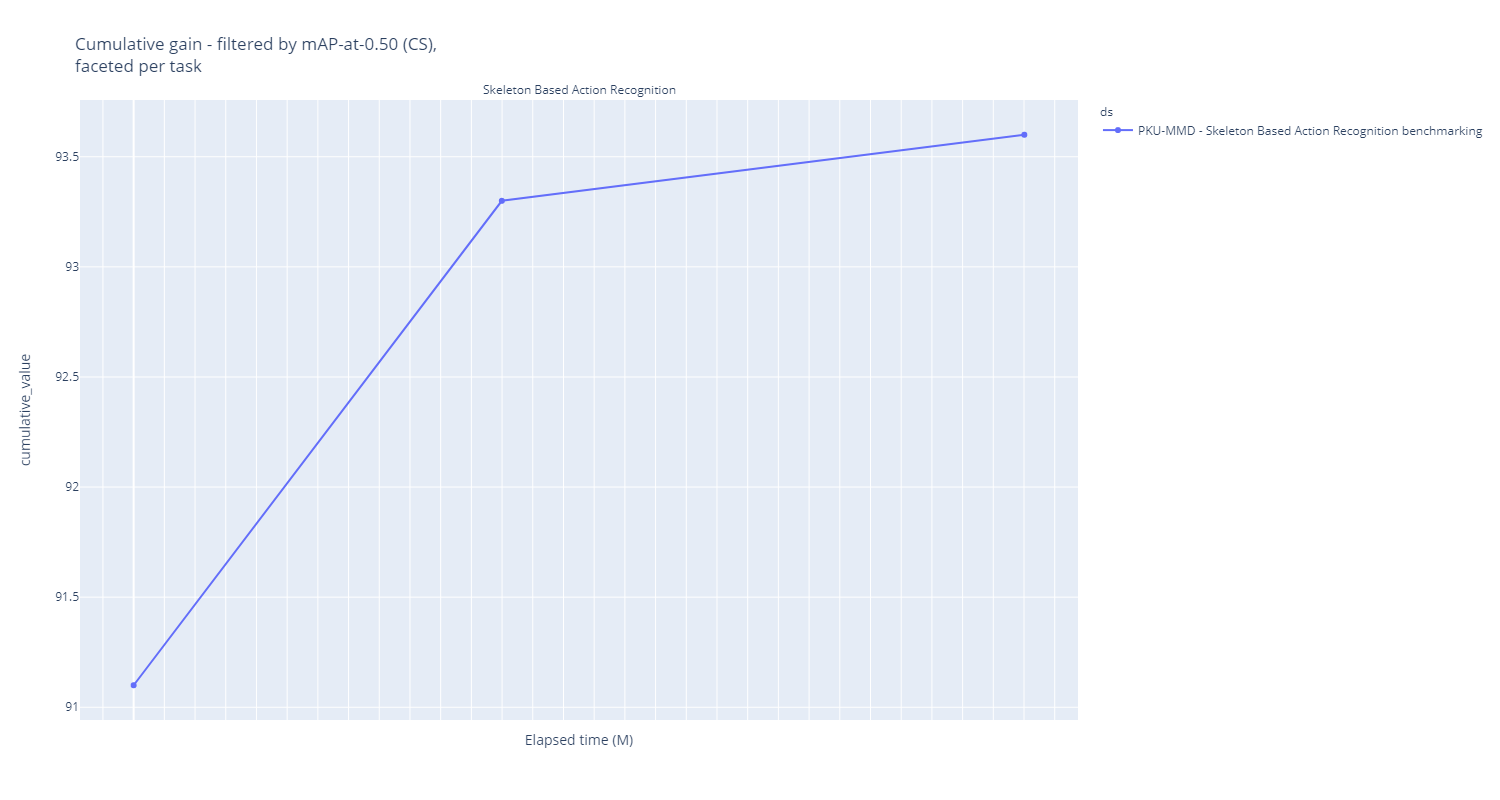 Cumulative gain - filtered by mAP-at-0.50 (CS),
faceted per task
Skeleton Based Action Recognition
ds
PKU-MMD - Skeleton Based Action Recognition benchmarking
93.5
93
92.5
92
91.5
91
cumulative_value
Elapsed time (M)